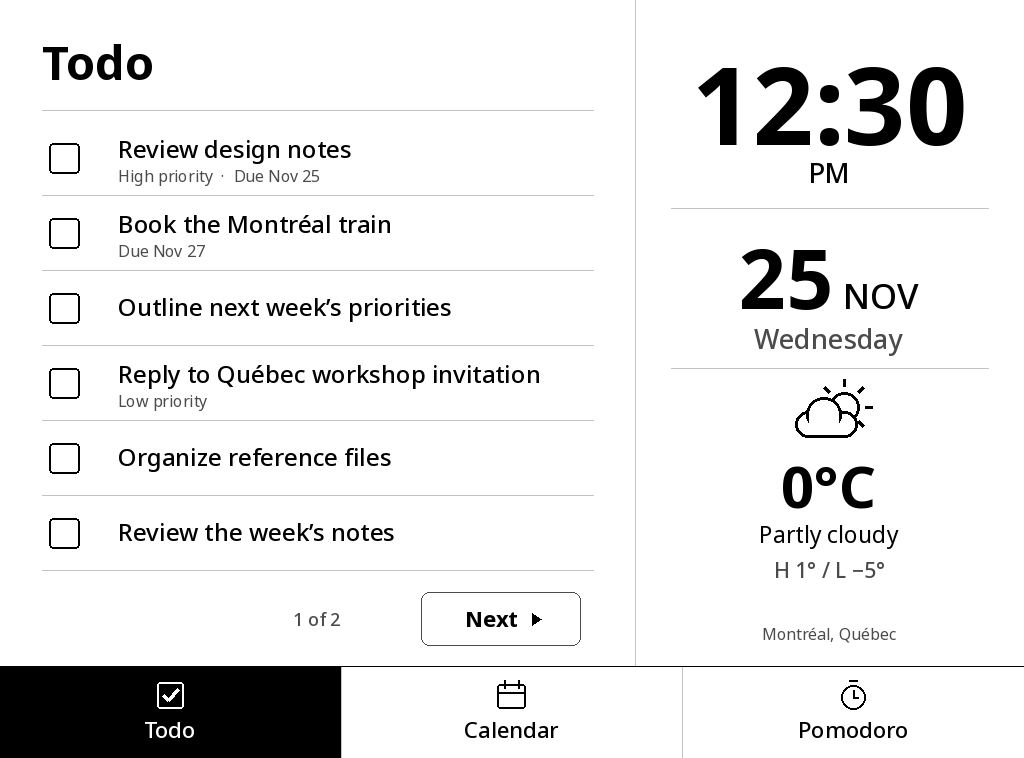 Todo
Review design notes
High priority · Due Nov 25
Book the Montréal train
Due Nov 27
Outline next week’s priorities
Reply to Québec workshop invitation
Low priority
Organize reference files
Review the week’s notes
1 of 2
Next
12:30
PM
25 NOV
Wednesday
0°C
Partly cloudy
H 1° / L −5°
Montréal, Québec
Todo
Calendar
Pomodoro